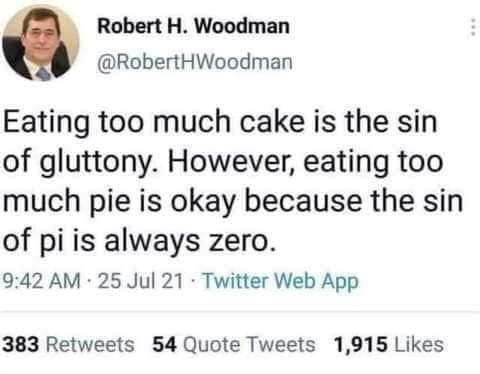 Robert H. Woodman
@RobertHWoodman
Eating too much cake is the sin
of gluttony. However, eating too
much pie is okay because the sin
of pi is always zero.
9:42 AM · 25 Jul 21 · Twitter Web App
383 Retweets 54 Quote Tweets 1,915 Likes